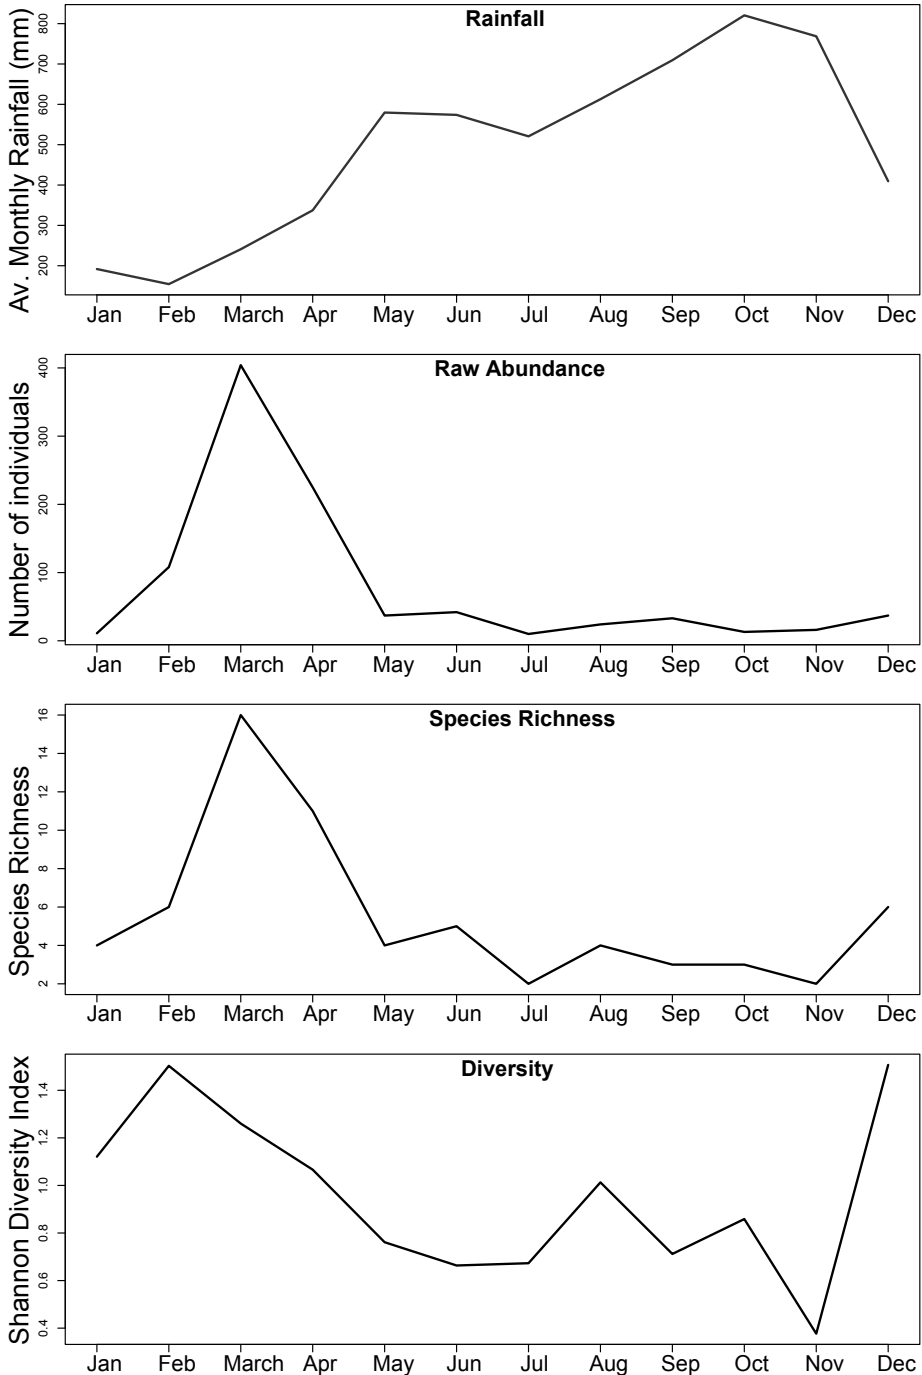 Rainfall
Av. Monthly Rainfall (mm)
800
700
600
500
400
300
200
Jan Feb March Apr May Jun Jul Aug Sep Oct Nov Dec
Raw Abundance
Number of individuals
400
300
200
100
0
Jan Feb March Apr May Jun Jul Aug Sep Oct Nov Dec
Species Richness
Species Richness
16
14
12
10
8
6
4
2
Jan Feb March Apr May Jun Jul Aug Sep Oct Nov Dec
Diversity
Shannon Diversity Index
1.4
1.2
1.0
0.8
0.6
0.4
Jan Feb March Apr May Jun Jul Aug Sep Oct Nov Dec